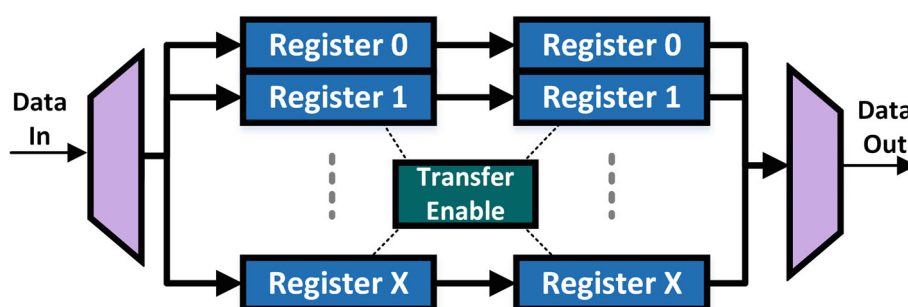 Register 0
Register 0
Register 1
Register 1
Data
In
Data
Out
Transfer
Enable
Register X
Register X